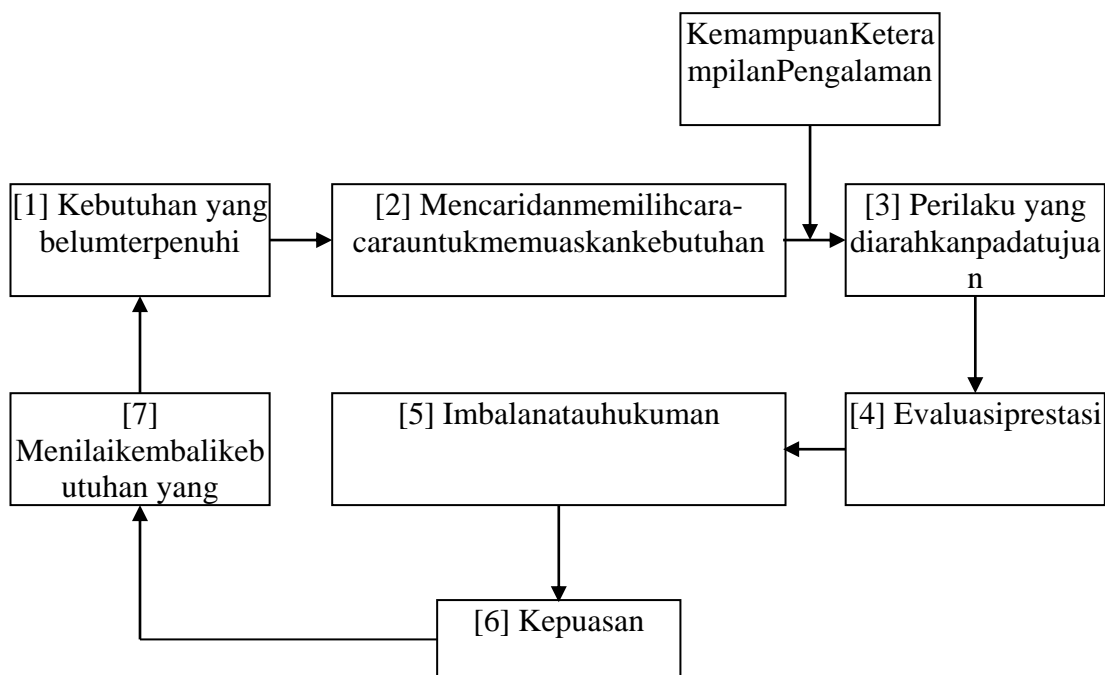 KemampuanKetera
mpilanPengalaman
[1] Kebutuhan yang
belumterpenuhi
[2] Mencaridanmemilihcara-
carauntukmemuaskankebutuhan
[3] Perilaku yang
diarahkanpadatujua
n
[7]
Menilaikembalikeb
utuhan yang
[5] Imbalanatauhukuman
[4] Evaluasiprestasi
[6] Kepuasan